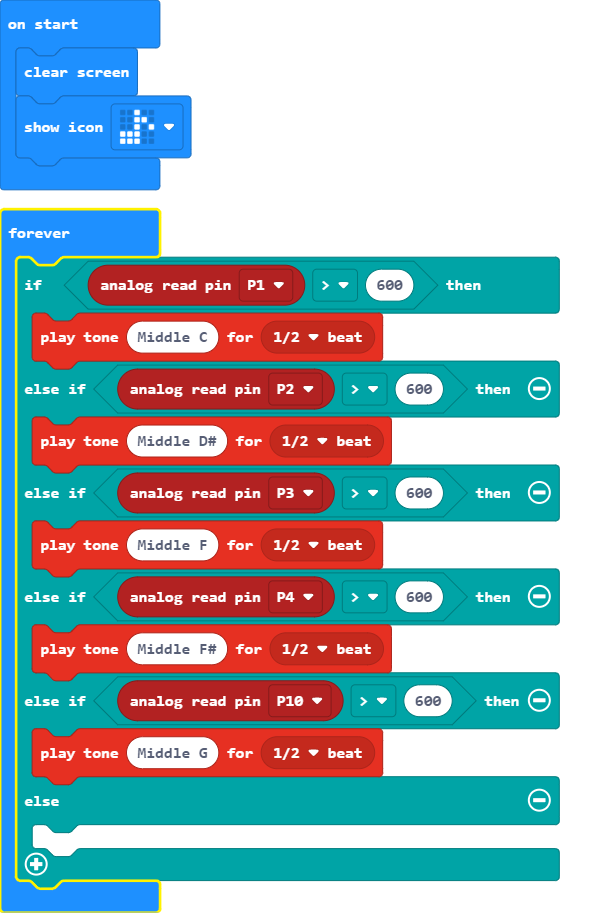 on start
clear screen
show icon
forever
if analog read pin P1 > 600 then
play tone Middle C for 1/2 beat
else if analog read pin P2 > 600 then
play tone Middle D# for 1/2 beat
else if analog read pin P3 > 600 then
play tone Middle F for 1/2 beat
else if analog read pin P4 > 600 then
play tone Middle F# for 1/2 beat
else if analog read pin P10 > 600 then
play tone Middle G for 1/2 beat
else